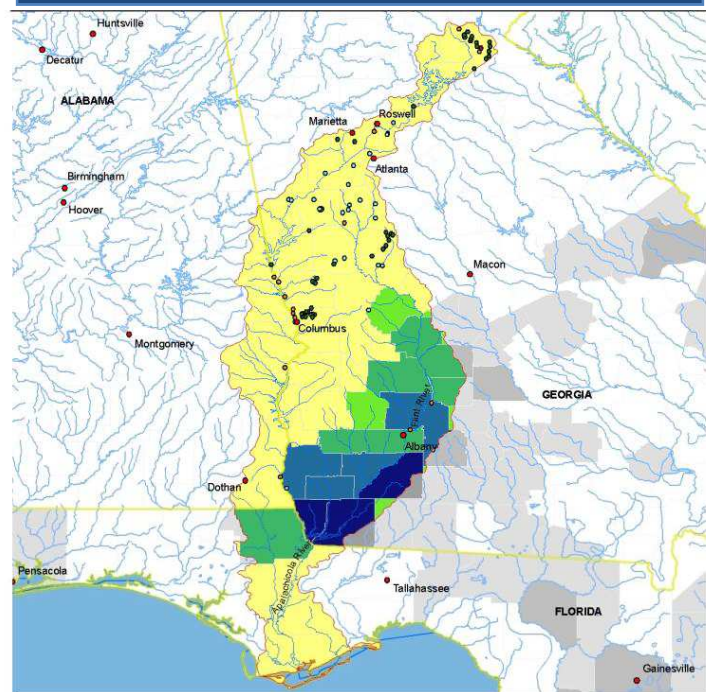 Huntsville
Decatur
ALABAMA
Roswell
Marietta
Atlanta
Birmingham
Hoover
Macon
Columbus
Montgomery
GEORGIA
Flint River
Albany
Dothan
Apalachicola River
Pensacola
Tallahassee
FLORIDA
Gainesville